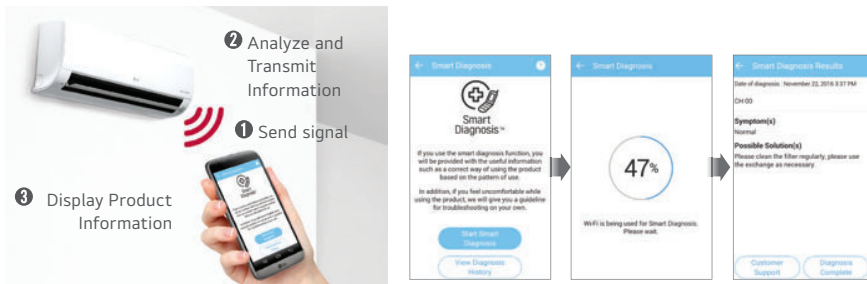 ❷ Analyze and
Transmit
Information
❶ Send signal
❸ Display Product
Information
Smart
Diagnosis
Smart Diagnosis
?
Smart
Diagnosis™
If you use the smart diagnosis function, you
will be provided with the useful information
such as a correct way of using the product
based on the pattern of use.
In addition, if you feel uncomfortable while
using the product, we will give you a guideline
for troubleshooting on your own.
Start Smart
Diagnosis
View Diagnosis
History
Smart Diagnosis
47%
Wi-Fi is being used for Smart Diagnosis.
Please wait.
Smart Diagnosis Results
Date of diagnosis : November 22, 2016 3:37 PM
CH 00
Symptom(s)
Normal
Possible Solution(s)
Please clean the filter regularly, please use
the exchange as necessary.
Customer
Support
Diagnosis
Complete